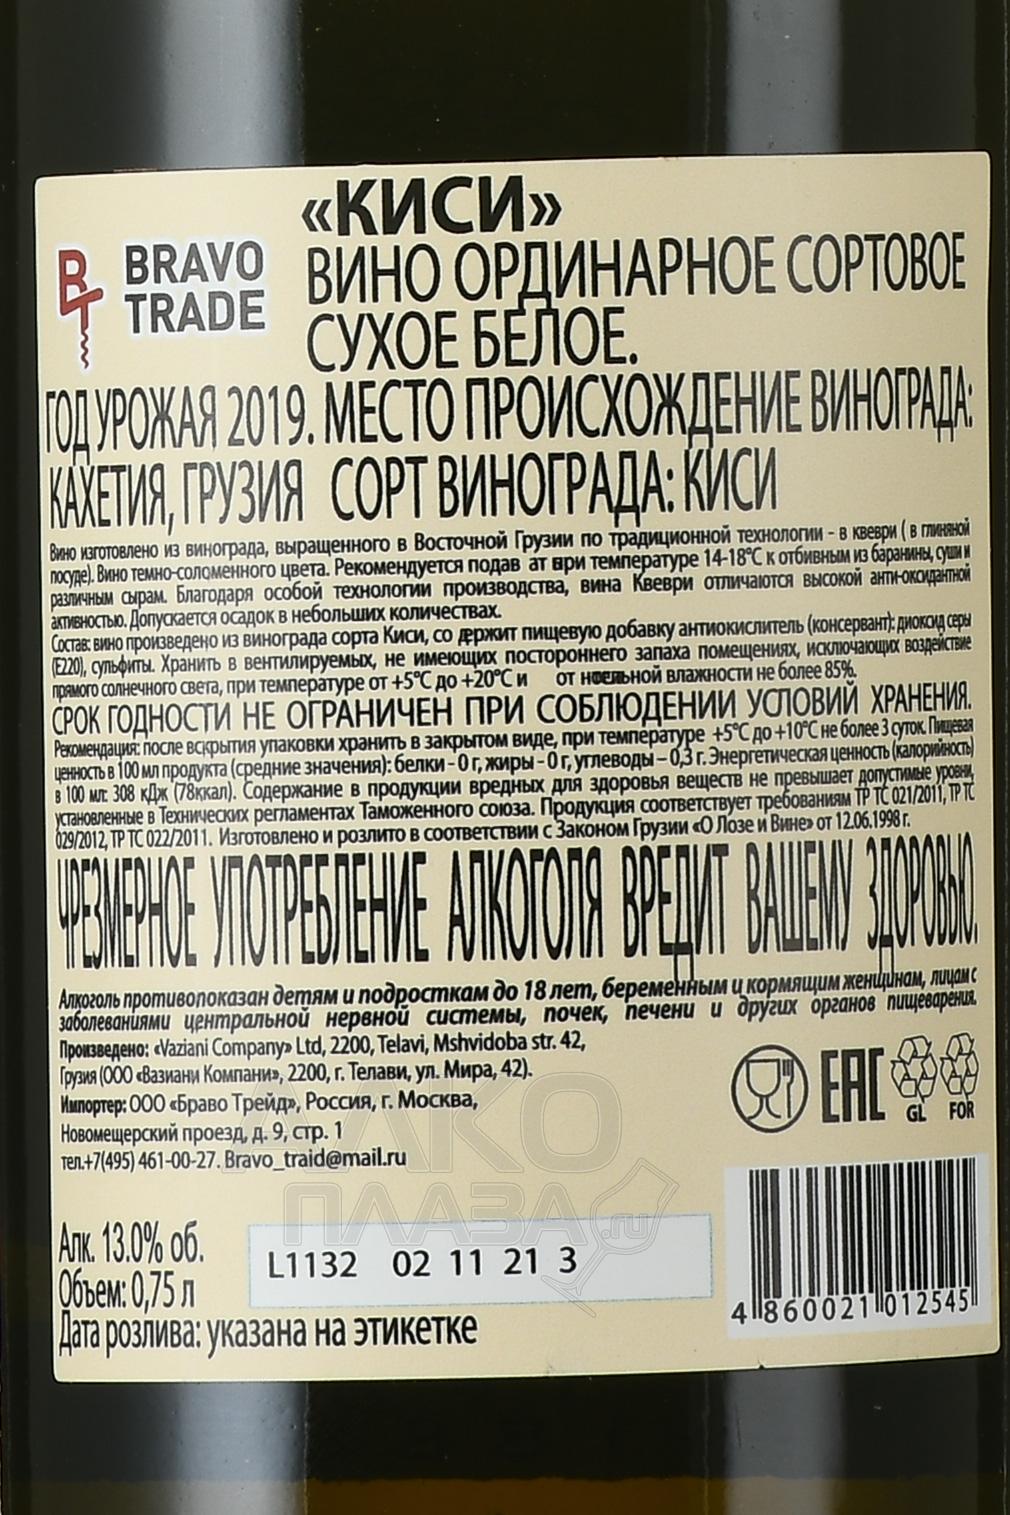 «КИСИ»
BRAVO
TRADE
ВИНО ОРДИНАРНОЕ СОРТОВОЕ
СУХОЕ БЕЛОЕ.
ГОД УРОЖАЯ 2019. МЕСТО ПРОИСХОЖДЕНИЕ ВИНОГРАДА:
КАХЕТИЯ, ГРУЗИЯ СОРТ ВИНОГРАДА: КИСИ
Вино изготовлено из винограда, выращенного в Восточной Грузии по традиционной технологии - в квеври ( в глиняной
посуде). Вино темно-соломенного цвета. Рекомендуется подав ат при температуре 14-18°C к отбивным из баранины, суши и
различным сырам. Благодаря особой технологии производства, вина Квеври отличаются высокой анти-оксидантной
активностью. Допускается осадок в небольших количествах.
Состав: вино произведено из винограда сорта Киси, со держит пищевую добавку антиокислитель (консервант): диоксид серы
(Е220), сульфиты. Хранить в вентилируемых, не имеющих постороннего запаха помещениях, исключающих воздействие
прямого солнечного света, при температуре от +5°C до +20°C и от влажности не более 85%.
СРОК ГОДНОСТИ НЕ ОГРАНИЧЕН ПРИ СОБЛЮДЕНИИ УСЛОВИЙ ХРАНЕНИЯ.
Рекомендация: после вскрытия упаковки хранить в закрытом виде, при температуре +5°C до +10°C не более 3 суток. Пищевая
ценность в 100 мл продукта (средние значения): белки - 0 г, жиры - 0 г, углеводы – 0,3 г. Энергетическая ценность (калорийность)
в 100 мл: 308 кДж (78ккал). Содержание в продукции вредных для здоровья веществ не превышает допустимые уровни,
установленные в Технических регламентах Таможенного союза. Продукция соответствует требованиям ТР ТС 021/2011, ТР ТС
029/2012, ТР ТС 022/2011. Изготовлено и розлито в соответствии с Законом Грузии «О Лозе и Вине» от 12.06.1998 г.
ЧРЕЗМЕРНОЕ УПОТРЕБЛЕНИЕ АЛКОГОЛЯ ВРЕДИТ ВАШЕМУ ЗДОРОВЬЮ.
Алкоголь противопоказан детям и подросткам до 18 лет, беременным и кормящим женщинам, лицам с
заболеваниями центральной нервной системы, почек, печени и других органов пищеварения.
Произведено: «Vaziani Company» Ltd, 2200, Telavi, Mshvidoba str. 42,
Грузия (ООО «Вазиани Компани», 2200, г. Телави, ул. Мира, 42).
Импортер: ООО «Браво Трейд», Россия, г. Москва,
Новомещерский проезд, д. 9, стр. 1
тел.+7(495) 461-00-27. Bravo_traid@mail.ru
EAC
GL FOR
АЛКО
ПЛАЗА.ru
Алк. 13.0% об.
Объем: 0,75 л
L1132 02 11 21 3
Дата розлива: указана на этикетке
4 860021 012545